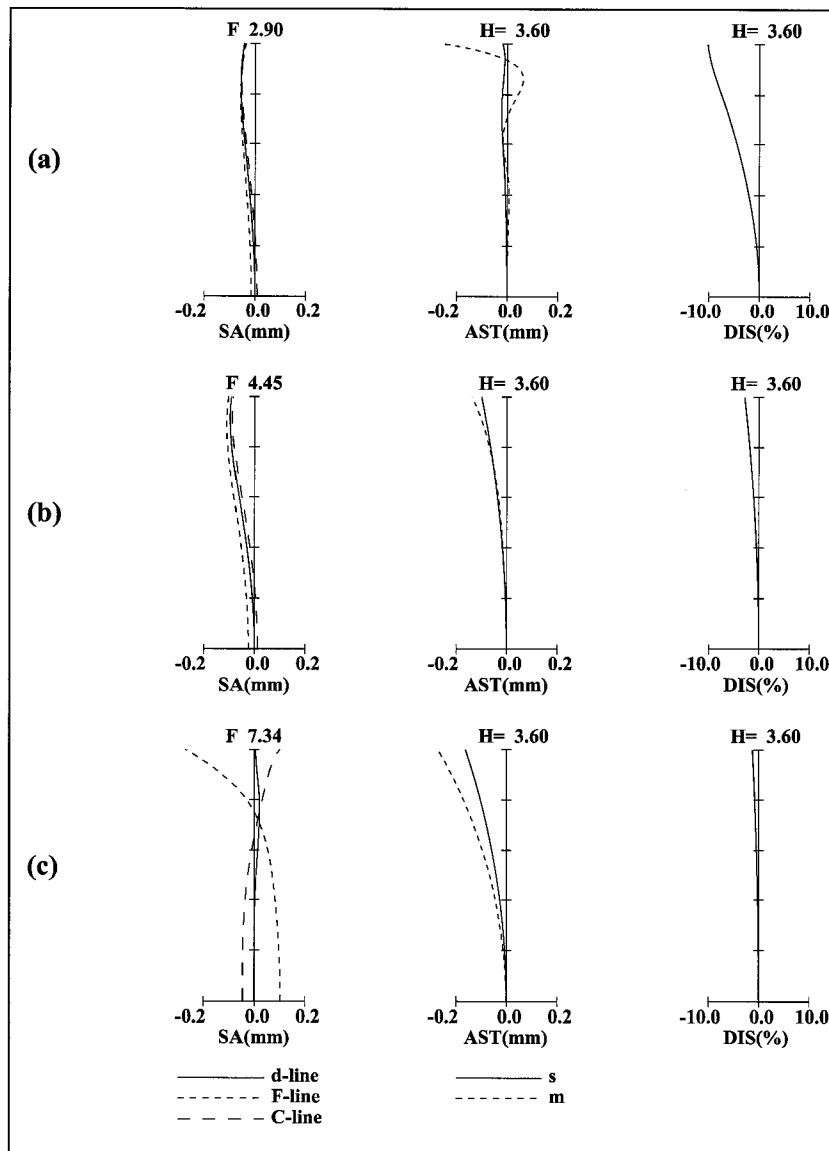 F 2.90 H= 3.60 H= 3.60
(a)
-0.2 0.0 0.2 -0.2 0.0 0.2 -10.0 0.0 10.0
SA(mm) AST(mm) DIS(%)
F 4.45 H= 3.60 H= 3.60
(b)
-0.2 0.0 0.2 -0.2 0.0 0.2 -10.0 0.0 10.0
SA(mm) AST(mm) DIS(%)
F 7.34 H= 3.60 H= 3.60
(c)
-0.2 0.0 0.2 -0.2 0.0 0.2 -10.0 0.0 10.0
SA(mm) AST(mm) DIS(%)
d-line s
F-line m
C-line